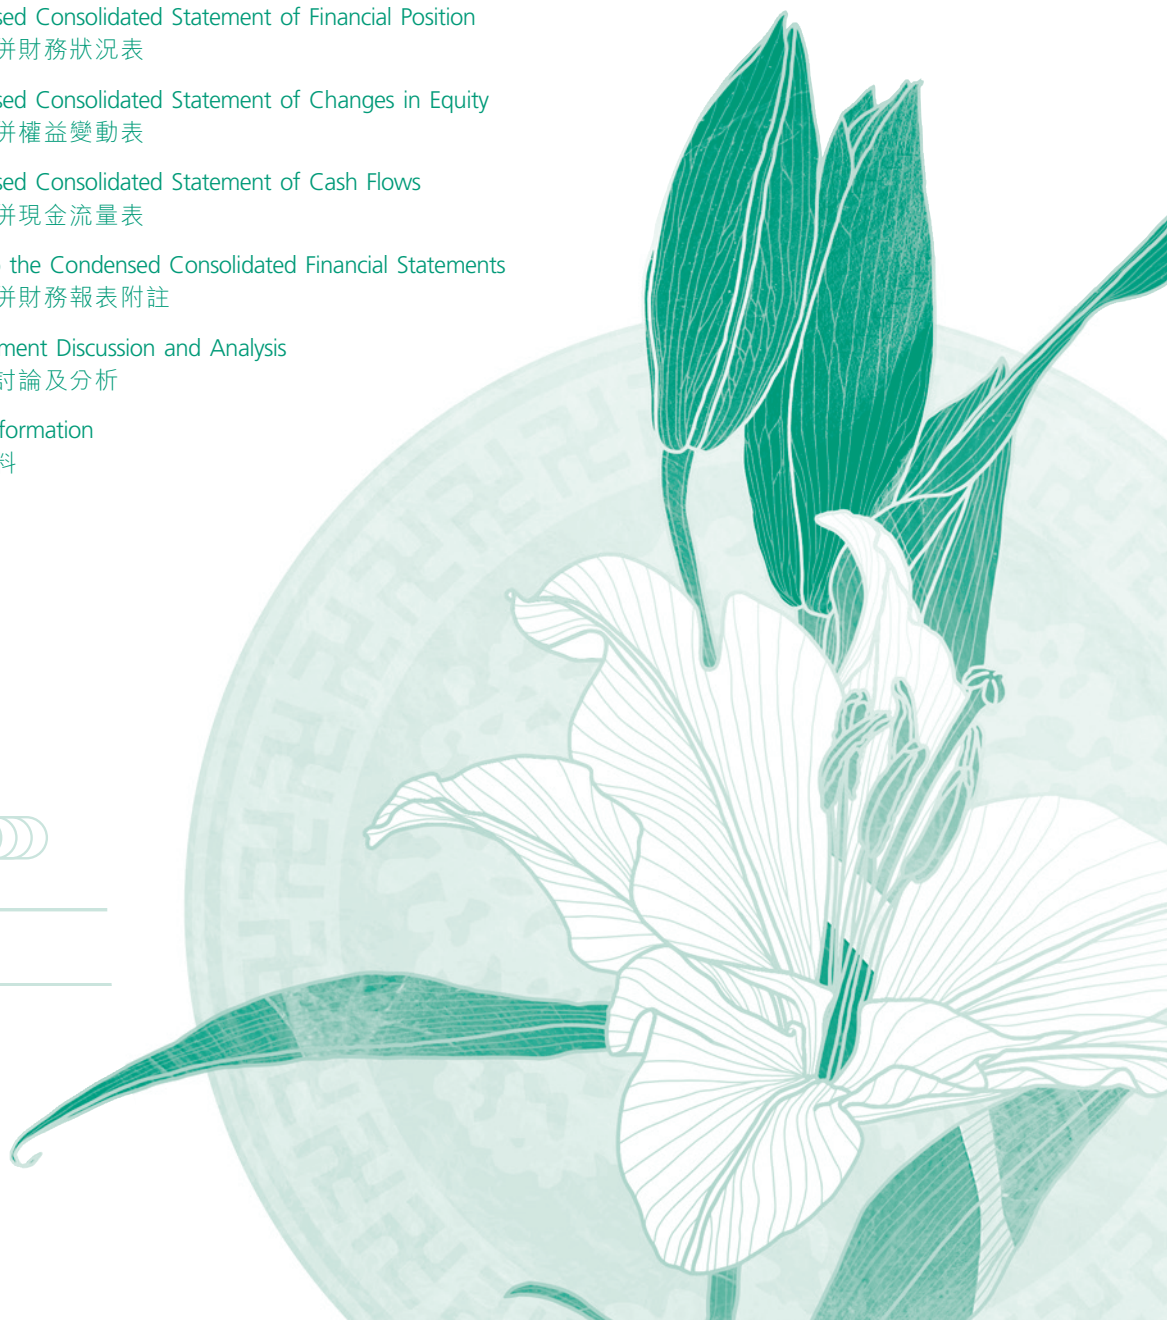 sed Consolidated Statement of Financial Position
併財務狀況表
sed Consolidated Statement of Changes in Equity
併權益變動表
sed Consolidated Statement of Cash Flows
併現金流量表
the Condensed Consolidated Financial Statements
併財務報表附註
ment Discussion and Analysis
討論及分析
formation
料